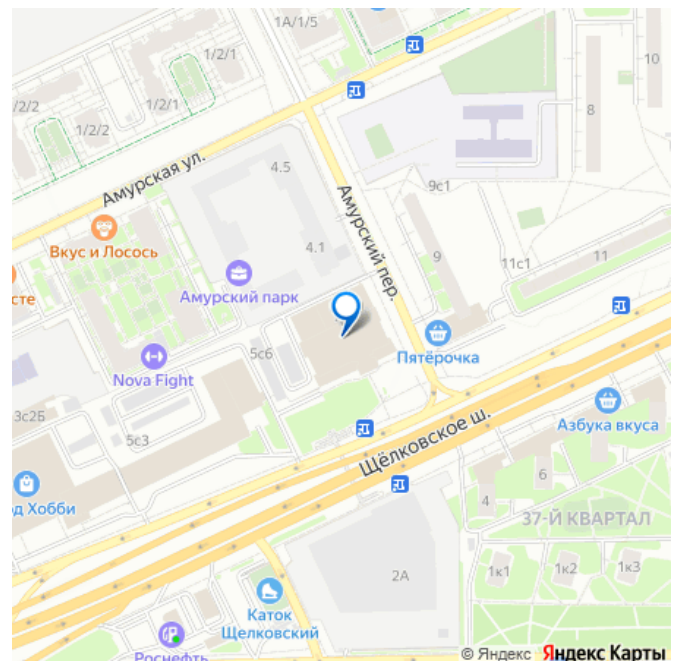 1А/1/5
1/2/1
10
1/2/2
1/2/1
1/2/2
8
Амурская ул.
4.5
9с1
Амурский пер.
Вкус и Лосось
4.1
9
11с1
11
сте
Амурский парк
Пятёрочка
5с6
Nova Fight
3с2Б
Азбука вкуса
5с3
Щёлковское ш.
од Хобби
4
6
37-Й КВАРТАЛ
2А
1к1
1к2
1к3
Каток
Щелковский
Роснефть
© Яндекс Яндекс Карты